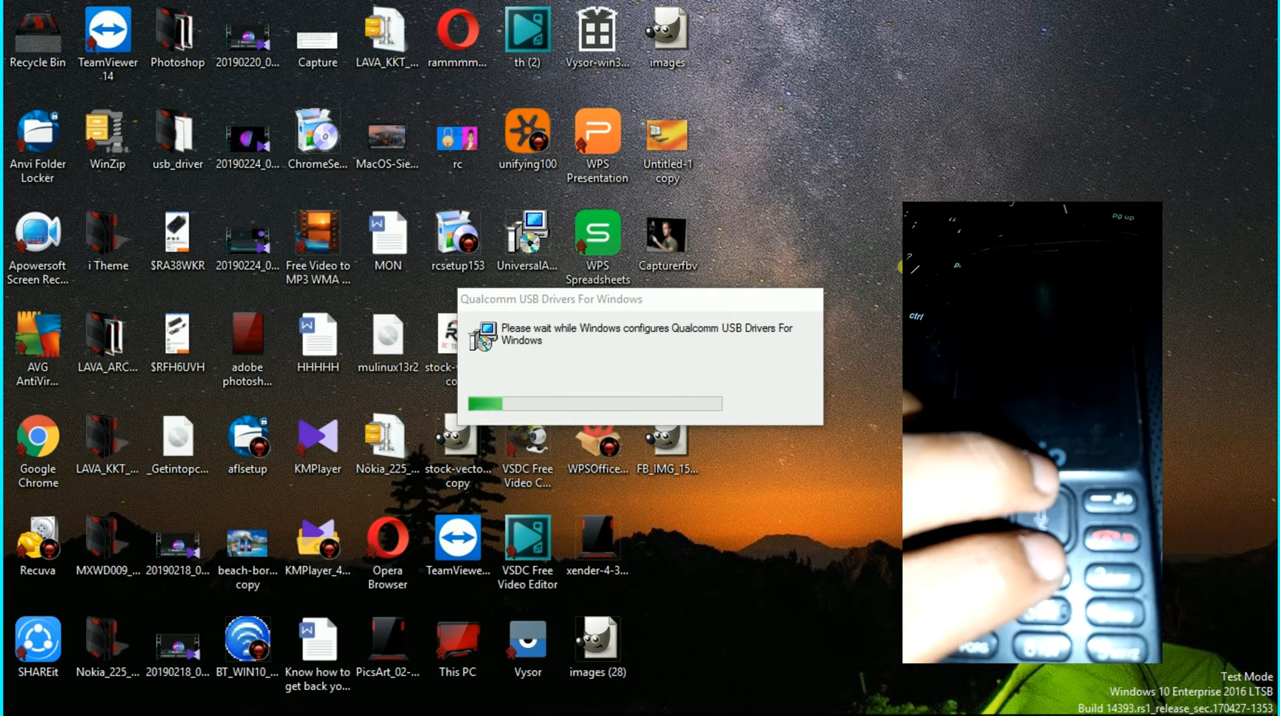 Recycle Bin
TeamViewer 14
Photoshop
20190220_0...
Capture
LAVA_KKT_...
rammmm...
th (2)
Vysor-win3...
images
Anvi Folder Locker
WinZip
usb_driver
20190224_0...
ChromeSe...
MacOS-Sie...
rc
unifying100
WPS Presentation
Untitled-1 copy
Apowersoft Screen Rec...
i Theme
$RA38WKR
20190224_0...
Free Video to MP3 WMA ...
MON
rcsetup153
UniversalA...
WPS Spreadsheets
Capturerfbv
Pg up
?
/
ctrl
Qualcomm USB Drivers For Windows
Please wait while Windows configures Qualcomm USB Drivers For
Windows
AVG AntiVir...
LAVA_ARC...
$RFH6UVH
adobe photosh...
HHHHH
mulinux13r2
stock-v
co
Google Chrome
LAVA_KKT_...
_Getintopc...
aflsetup
KMPlayer
Nokia_225_...
stock-vecto... copy
VSDC Free Video C...
WPSOffice...
FB_IMG_15...
Recuva
MXWD009_...
20190218_0...
beach-bor... copy
KMPlayer_4...
Opera Browser
TeamViewe...
VSDC Free Video Editor
xender-4-3...
SHAREit
Nokia_225_...
20190218_0...
BT_WIN10_...
Know how to get back yo...
PicsArt_02-...
This PC
Vysor
images (28)
Test Mode
Windows 10 Enterprise 2016 LTSB
Build 14393.rs1_release_sec.170427-1353